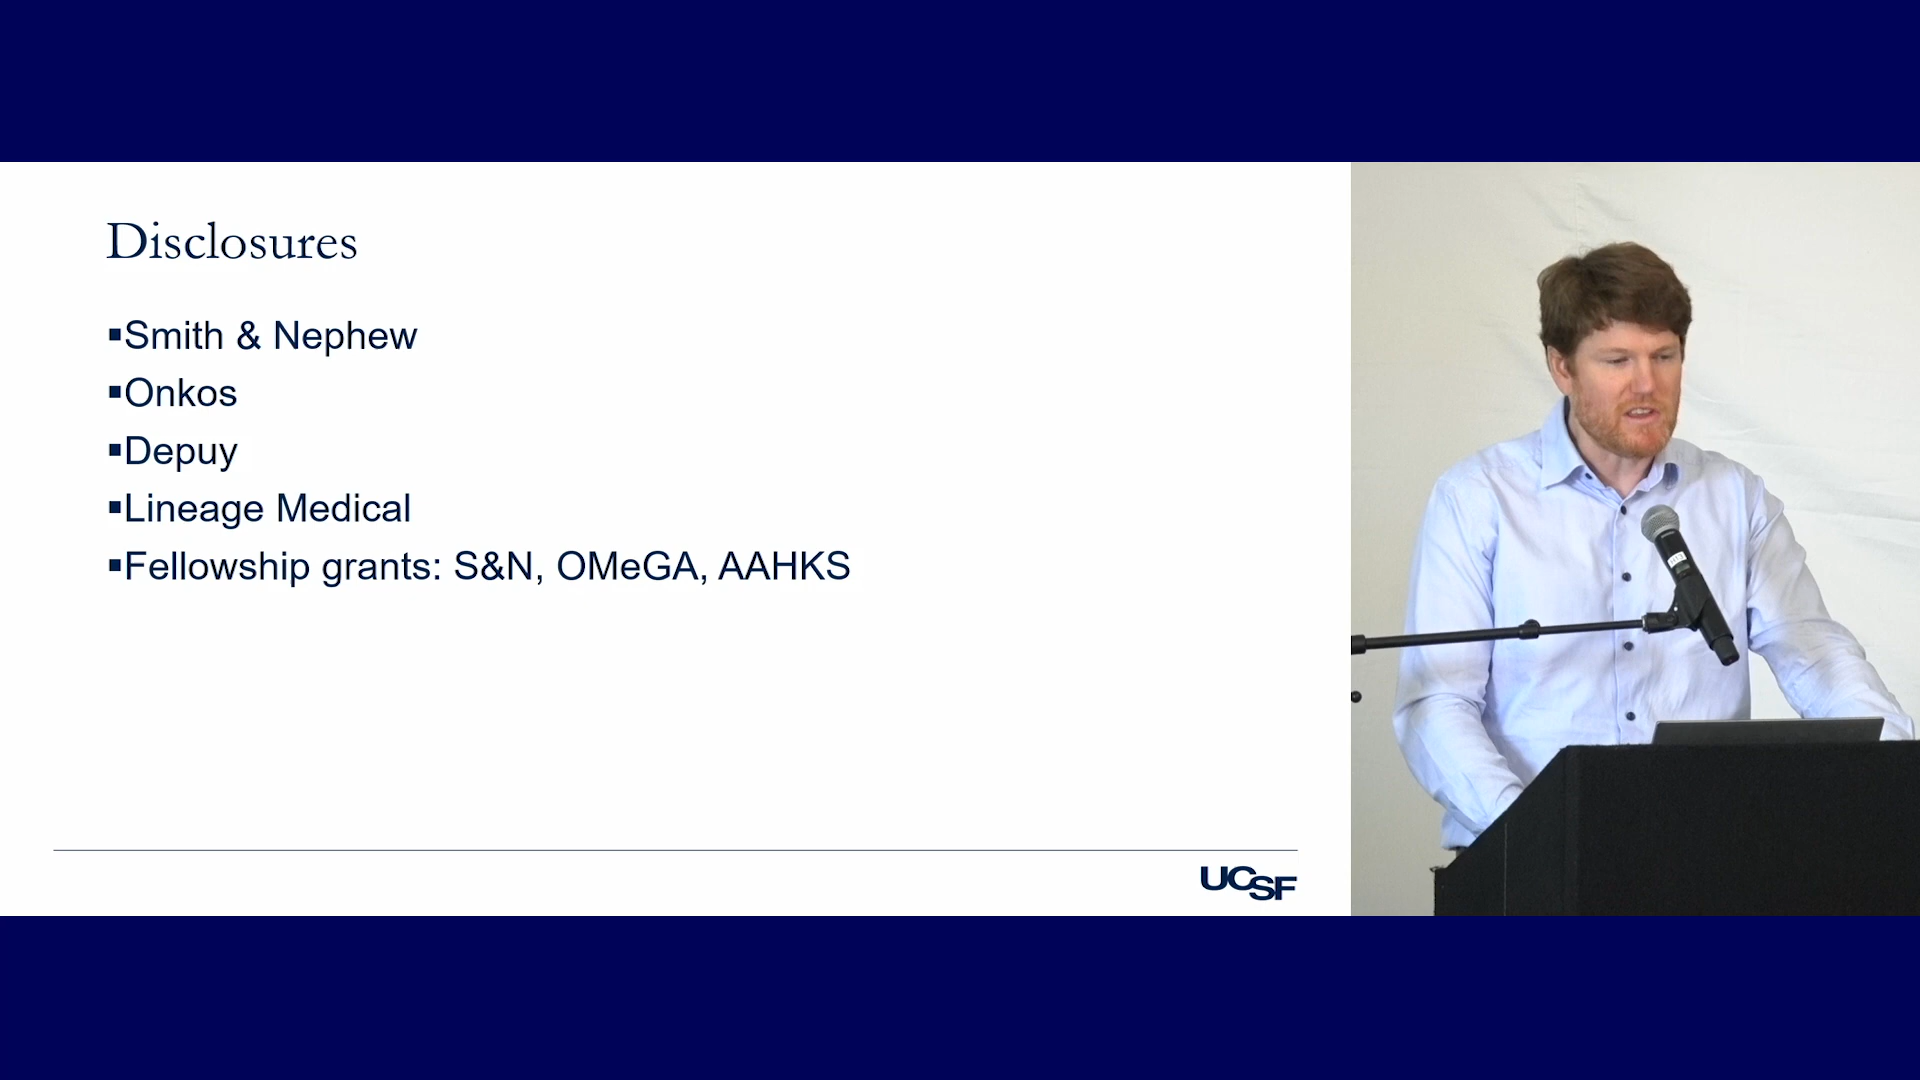 Disclosures
▪Smith & Nephew
▪Onkos
▪Depuy
▪Lineage Medical
▪Fellowship grants: S&N, OMeGA, AAHKS
UCSF